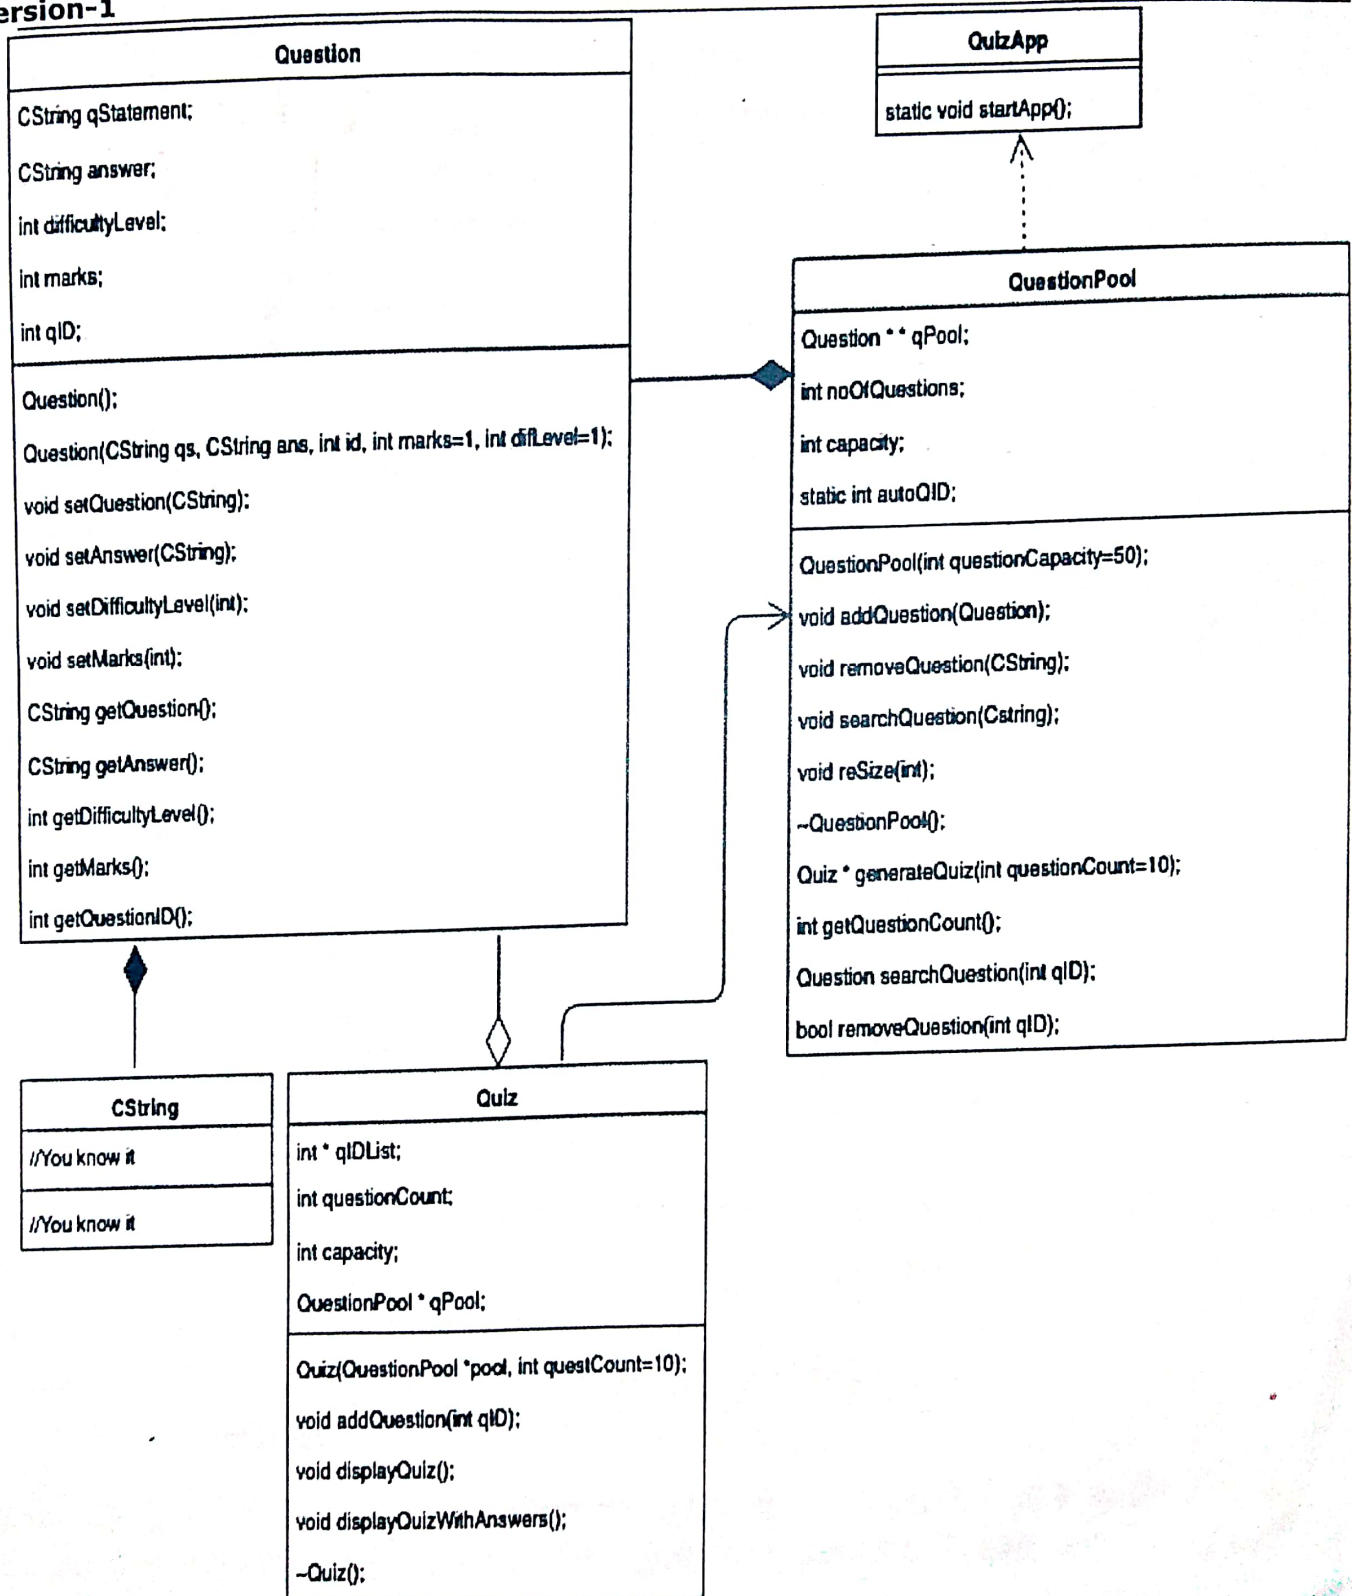 ersion-1
Question
CString qStatement;
CString answer;
int difficultyLevel;
int marks;
int qID;
Question();
Question(CString qs, CString ans, int id, int marks=1, int difLevel=1);
void setQuestion(CString);
void setAnswer(CString);
void setDifficultyLevel(int);
void setMarks(int);
CString getQuestion();
CString getAnswer();
int getDifficultyLevel();
int getMarks();
int getQuestionID();
QuizApp
static void startApp();
QuestionPool
Question * * qPool;
int noOfQuestions;
int capacity;
static int autoQID;
QuestionPool(int questionCapacity=50);
void addQuestion(Question);
void removeQuestion(CString);
void searchQuestion(Cstring);
void reSize(int);
~QuestionPool();
Quiz * generateQuiz(int questionCount=10);
int getQuestionCount();
Question searchQuestion(int qID);
bool removeQuestion(int qID);
CString
//You know it
//You know it
Quiz
int * qIDList;
int questionCount;
int capacity;
QuestionPool * qPool;
Quiz(QuestionPool *pool, int questCount=10);
void addQuestion(int qID);
void displayQuiz();
void displayQuizWithAnswers();
~Quiz();